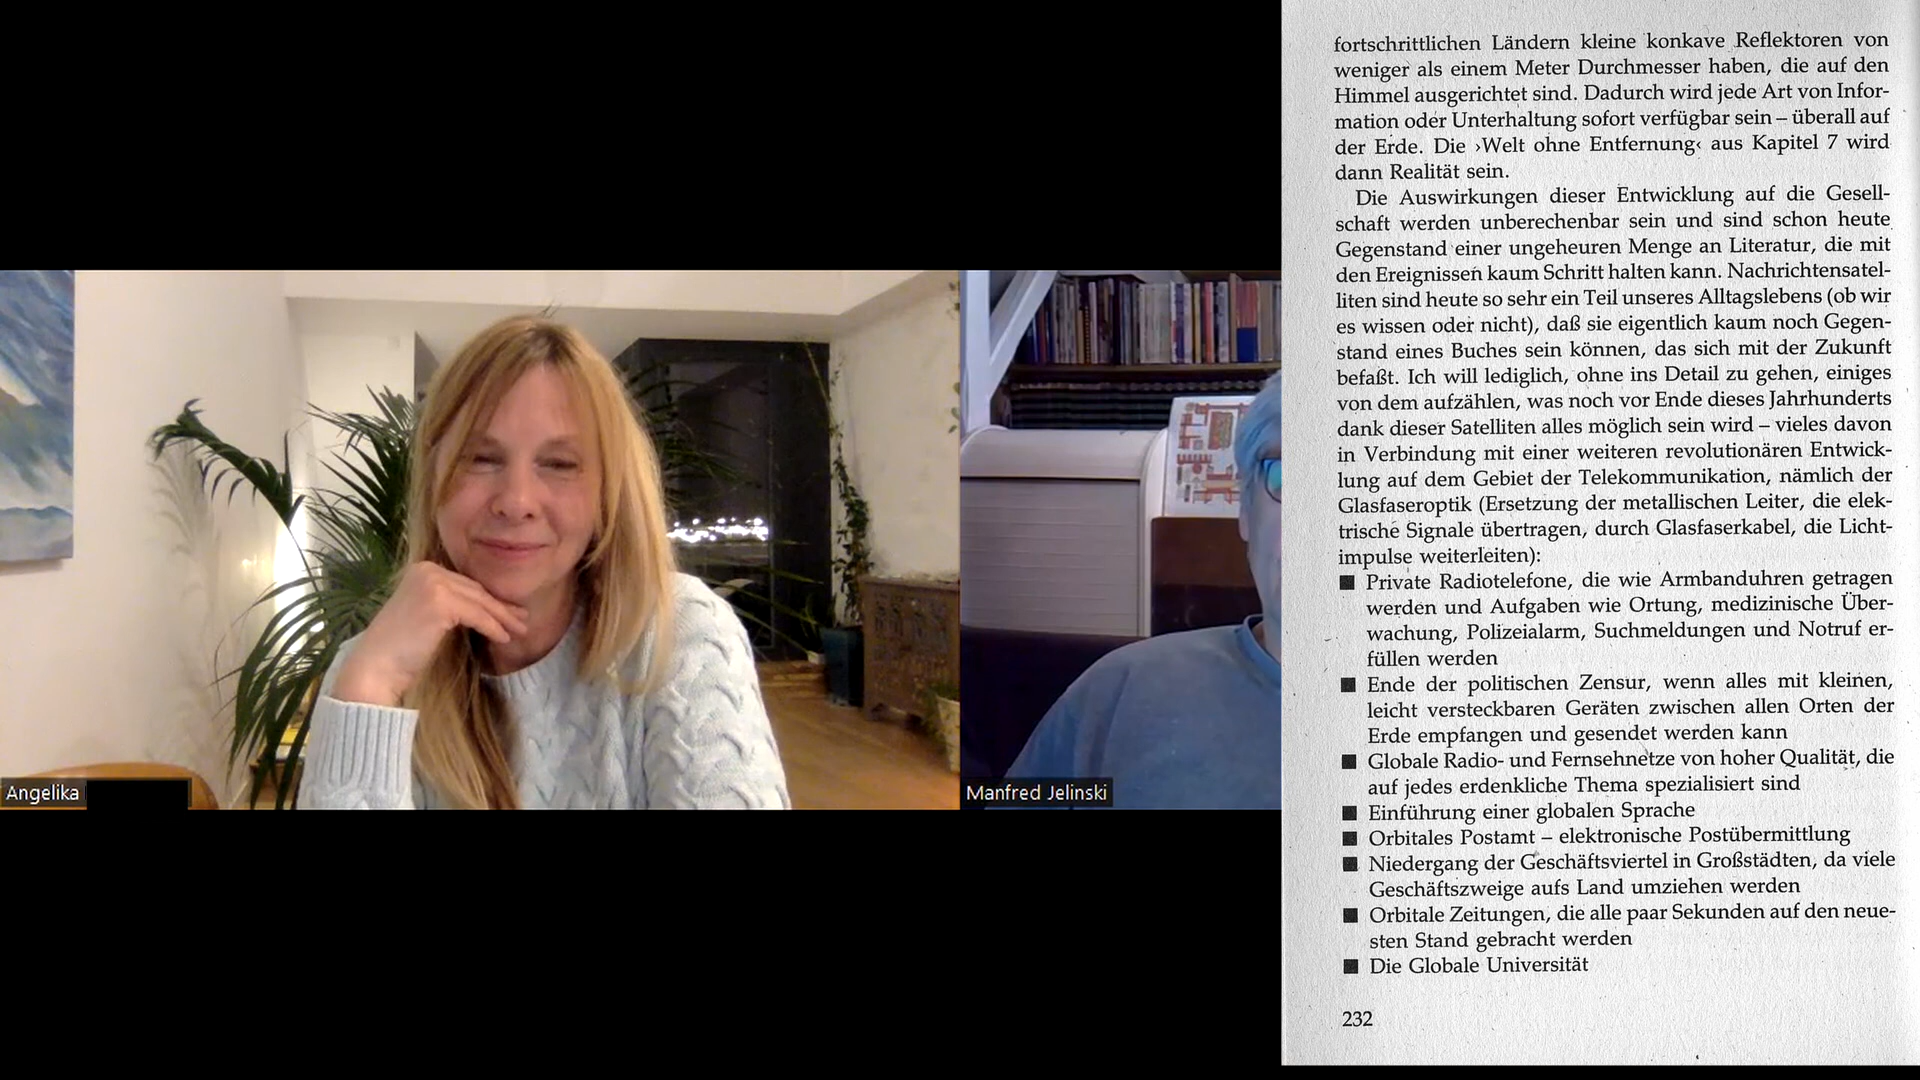 fortschrittlichen Ländern kleine konkave Reflektoren von
weniger als einem Meter Durchmesser haben, die auf den
Himmel ausgerichtet sind. Dadurch wird jede Art von Infor-
mation oder Unterhaltung sofort verfügbar sein – überall auf
der Erde. Die ›Welt ohne Entfernung‹ aus Kapitel 7 wird
dann Realität sein.
Die Auswirkungen dieser Entwicklung auf die Gesell-
schaft werden unberechenbar sein und sind schon heute
Gegenstand einer ungeheuren Menge an Literatur, die mit
den Ereignissen kaum Schritt halten kann. Nachrichtensatel-
liten sind heute so sehr ein Teil unseres Alltagslebens (ob wir
es wissen oder nicht), daß sie eigentlich kaum noch Gegen-
stand eines Buches sein können, das sich mit der Zukunft
befaßt. Ich will lediglich, ohne ins Detail zu gehen, einiges
von dem aufzählen, was noch vor Ende dieses Jahrhunderts
dank dieser Satelliten alles möglich sein wird – vieles davon
in Verbindung mit einer weiteren revolutionären Entwick-
lung auf dem Gebiet der Telekommunikation, nämlich der
Glasfaseroptik (Ersetzung der metallischen Leiter, die elek-
trische Signale übertragen, durch Glasfaserkabel, die Licht-
impulse weiterleiten):
■ Private Radiotelefone, die wie Armbanduhren getragen
werden und Aufgaben wie Ortung, medizinische Über-
wachung, Polizeialarm, Suchmeldungen und Notruf er-
füllen werden
■ Ende der politischen Zensur, wenn alles mit kleinen,
leicht versteckbaren Geräten zwischen allen Orten der
Erde empfangen und gesendet werden kann
■ Globale Radio- und Fernsehnetze von hoher Qualität, die
auf jedes erdenkliche Thema spezialisiert sind
■ Einführung einer globalen Sprache
■ Orbitales Postamt – elektronische Postübermittlung
■ Niedergang der Geschäftsviertel in Großstädten, da viele
Geschäftszweige aufs Land umziehen werden
■ Orbitale Zeitungen, die alle paar Sekunden auf den neue-
sten Stand gebracht werden
■ Die Globale Universität
232
Angelika
Manfred Jelinski